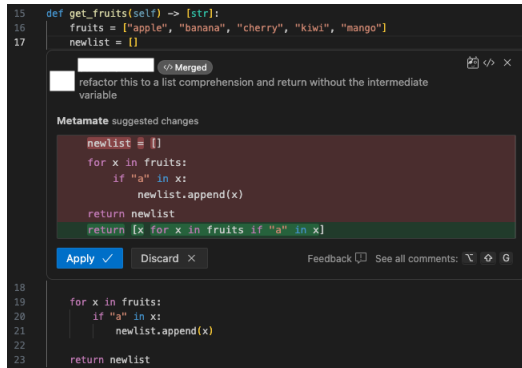 15 def get_fruits(self) -> [str]:
16 fruits = ["apple", "banana", "cherry", "kiwi", "mango"]
17 newlist = []
Merged
refactor this to a list comprehension and return without the intermediate
variable
Metamate suggested changes
newlist = []
for x in fruits:
if "a" in x:
newlist.append(x)
return newlist
return [x for x in fruits if "a" in x]
Apply Discard Feedback See all comments: ⌥ ⇧ G
18
19 for x in fruits:
20 if "a" in x:
21 newlist.append(x)
22
23 return newlist